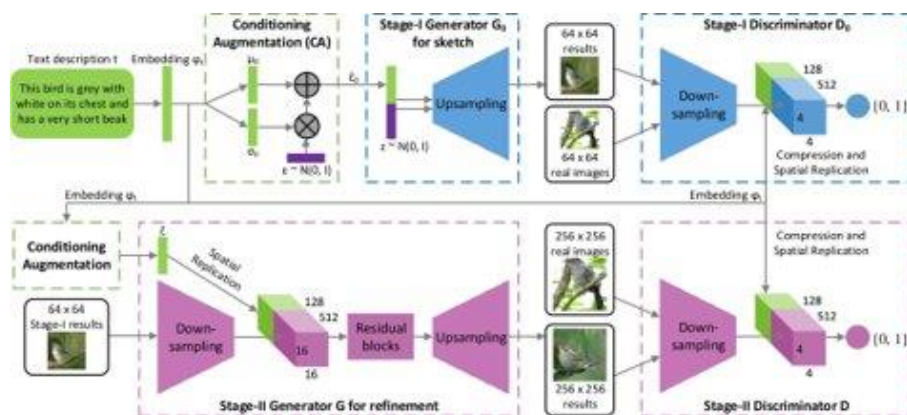 Conditioning
Augmentation (CA)
Stage-I Generator G₀
for sketch
Stage-I Discriminator D₀
Text description t
Embedding φₜ
This bird is grey with
white on its chest and
has a very short beak
μ₀
σ₀
ε ~ N(0, I)
ĉ₀
z ~ N(0, I)
Upsampling
64 x 64
results
64 x 64
real images
Down-
sampling
128
512
4
4
{0, 1}
Compression and
Spatial Replication
Embedding φₜ
Embedding φₜ
Conditioning
Augmentation
64 x 64
Stage-I results
ĉ
Spatial
Replication
Down-
sampling
128
512
16
16
Residual
blocks
Upsampling
Stage-II Generator G for refinement
256 x 256
real images
256 x 256
results
Compression and
Spatial Replication
Down-
sampling
128
512
4
4
{0, 1}
Stage-II Discriminator D